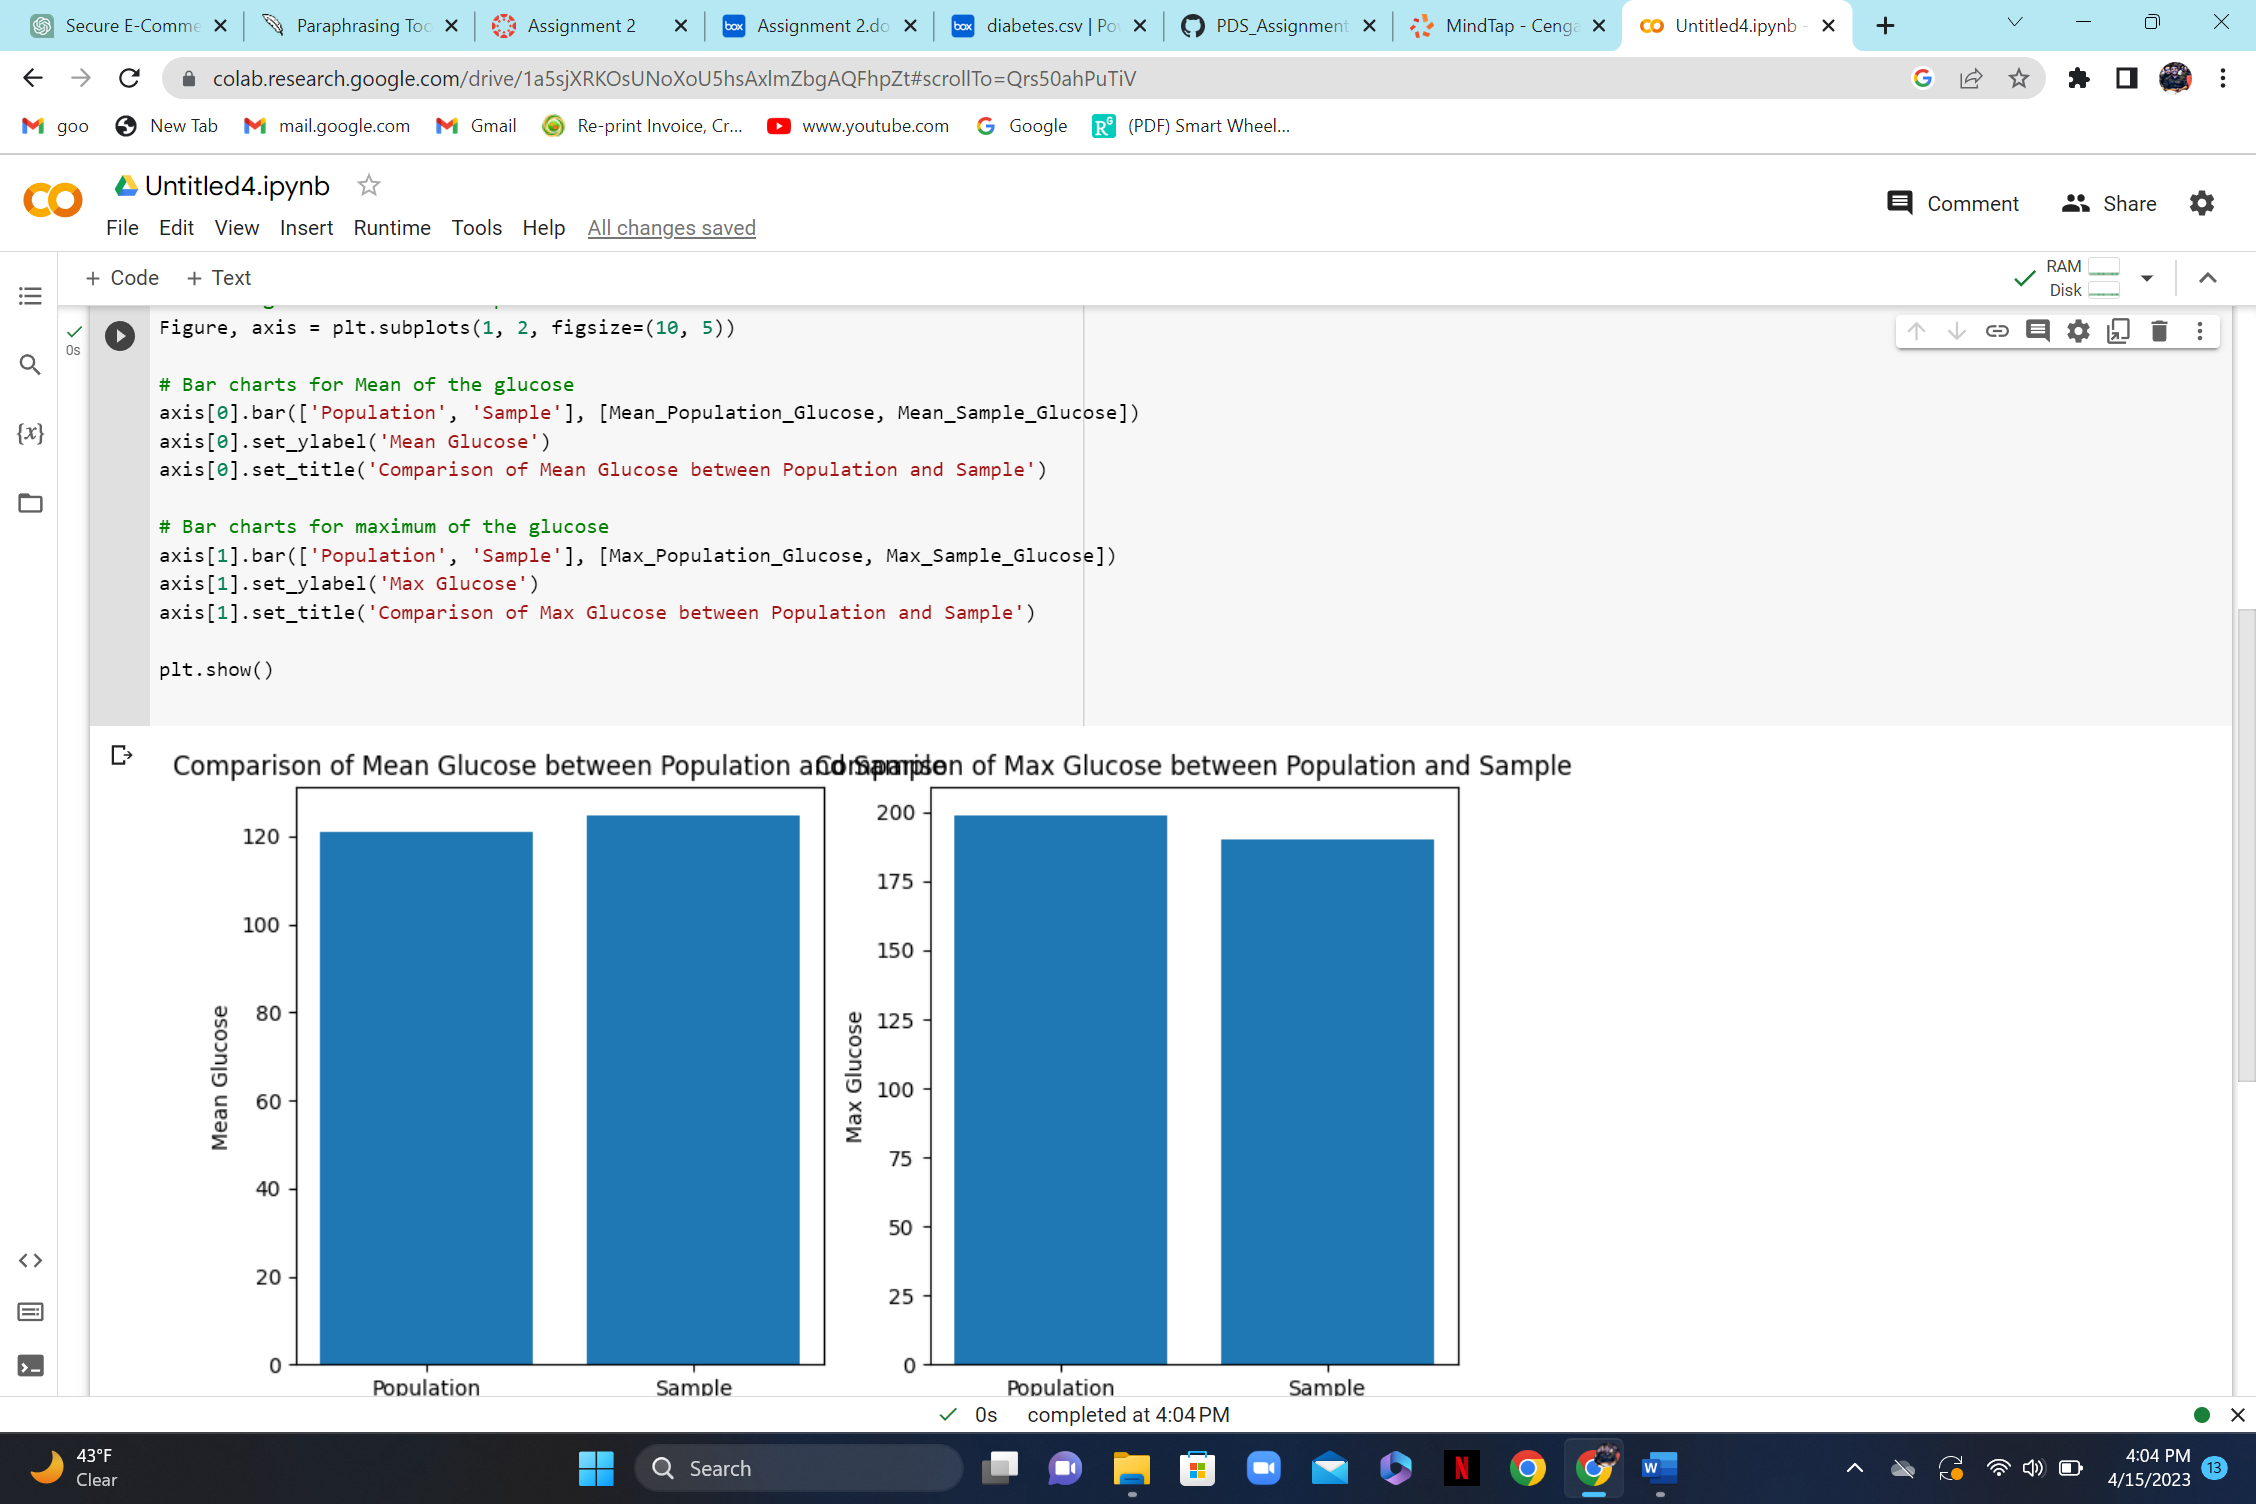 Secure E-Comme
Paraphrasing Too
Assignment 2
Assignment 2.do
diabetes.csv | Po
PDS_Assignment
MindTap - Cenga
Untitled4.ipynb -
colab.research.google.com/drive/1a5sjXRKOsUNoXoU5hsAxImZbgAQFhpZt#scrollTo=Qrs50ahPuTiV
goo
New Tab
mail.google.com
Gmail
Re-print Invoice, Cr...
www.youtube.com
Google
(PDF) Smart Wheel...
Untitled4.ipynb
Comment
Share
File Edit View Insert Runtime Tools Help All changes saved
+ Code + Text
RAM
Disk
0s
Figure, axis = plt.subplots(1, 2, figsize=(10, 5))
# Bar charts for Mean of the glucose
axis[0].bar(['Population', 'Sample'], [Mean_Population_Glucose, Mean_Sample_Glucose])
axis[0].set_ylabel('Mean Glucose')
axis[0].set_title('Comparison of Mean Glucose between Population and Sample')
# Bar charts for maximum of the glucose
axis[1].bar(['Population', 'Sample'], [Max_Population_Glucose, Max_Sample_Glucose])
axis[1].set_ylabel('Max Glucose')
axis[1].set_title('Comparison of Max Glucose between Population and Sample')
plt.show()
Comparison of Mean Glucose between Population and Sample
120
100
80
60
40
20
0
Mean Glucose
Population Sample
Comparison of Max Glucose between Population and Sample
200
175
150
125
100
75
50
25
0
Max Glucose
Population Sample
0s completed at 4:04 PM
43°F
Clear
Search
4:04 PM
4/15/2023
13